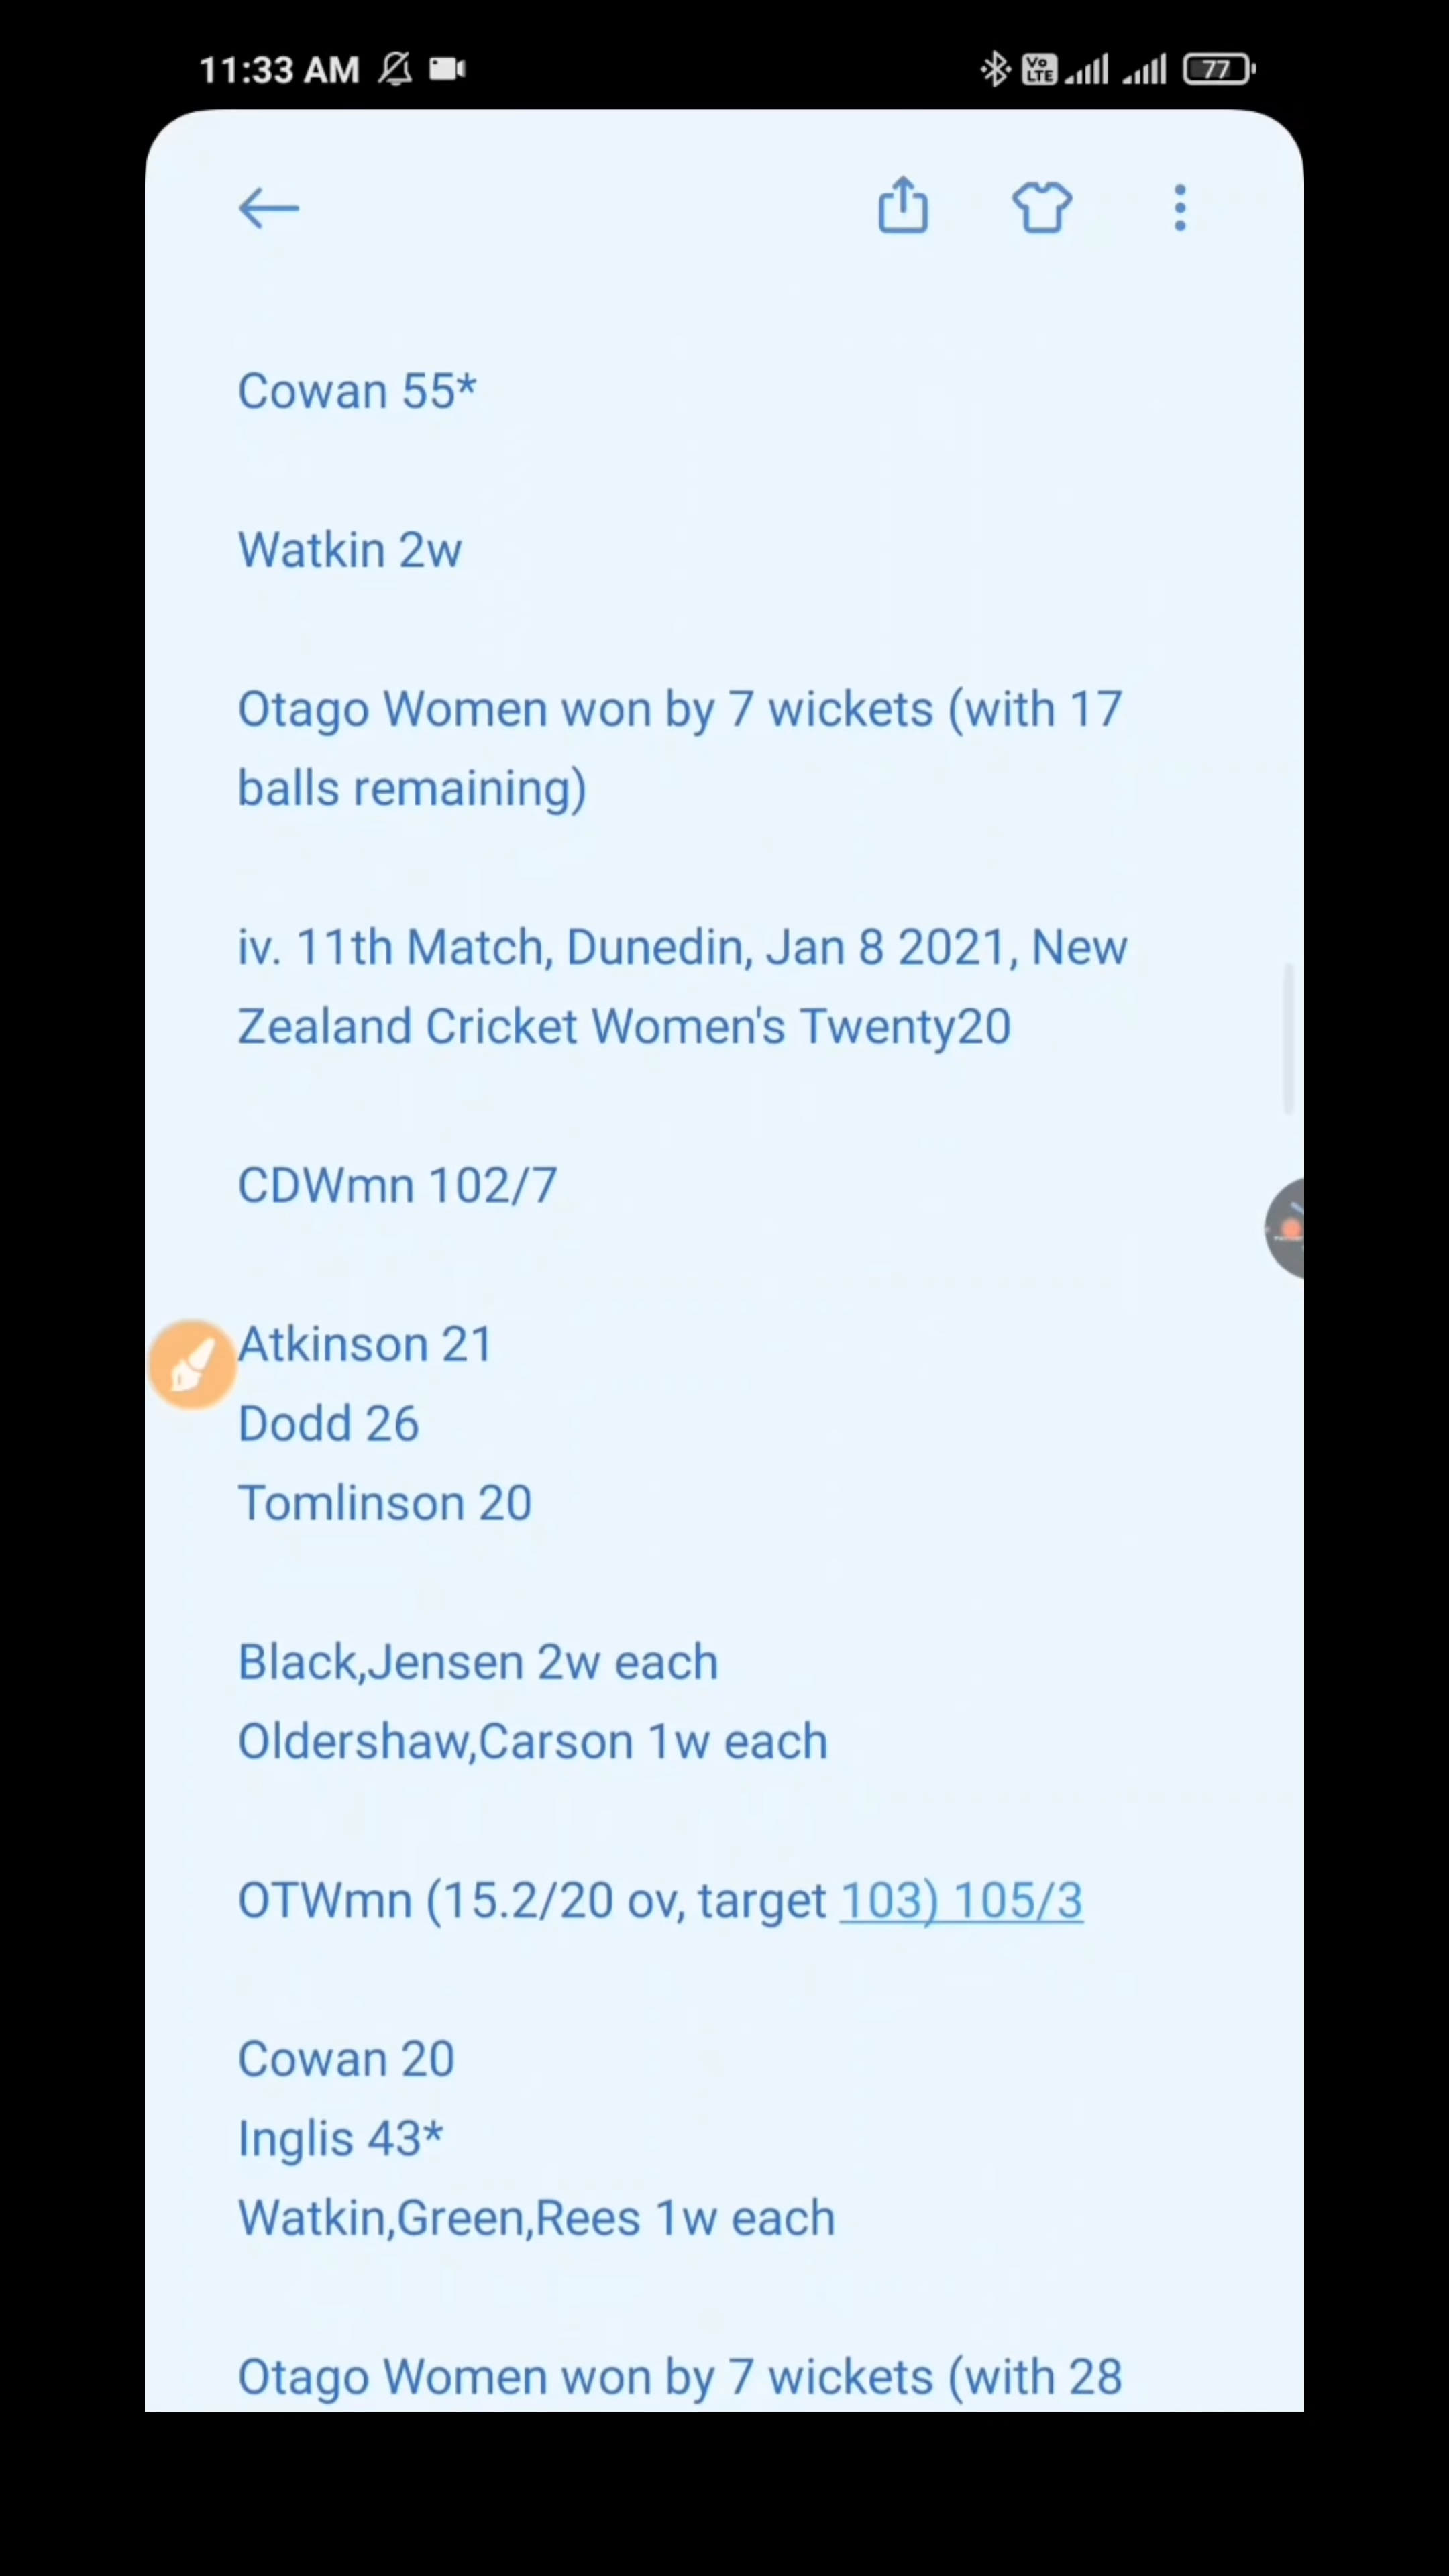 11:33 AM
Vo LTE
77
Cowan 55*
Watkin 2w
Otago Women won by 7 wickets (with 17
balls remaining)
iv. 11th Match, Dunedin, Jan 8 2021, New
Zealand Cricket Women's Twenty20
CDWmn 102/7
Atkinson 21
Dodd 26
Tomlinson 20
Black,Jensen 2w each
Oldershaw,Carson 1w each
OTWmn (15.2/20 ov, target 103) 105/3
Cowan 20
Inglis 43*
Watkin,Green,Rees 1w each
Otago Women won by 7 wickets (with 28